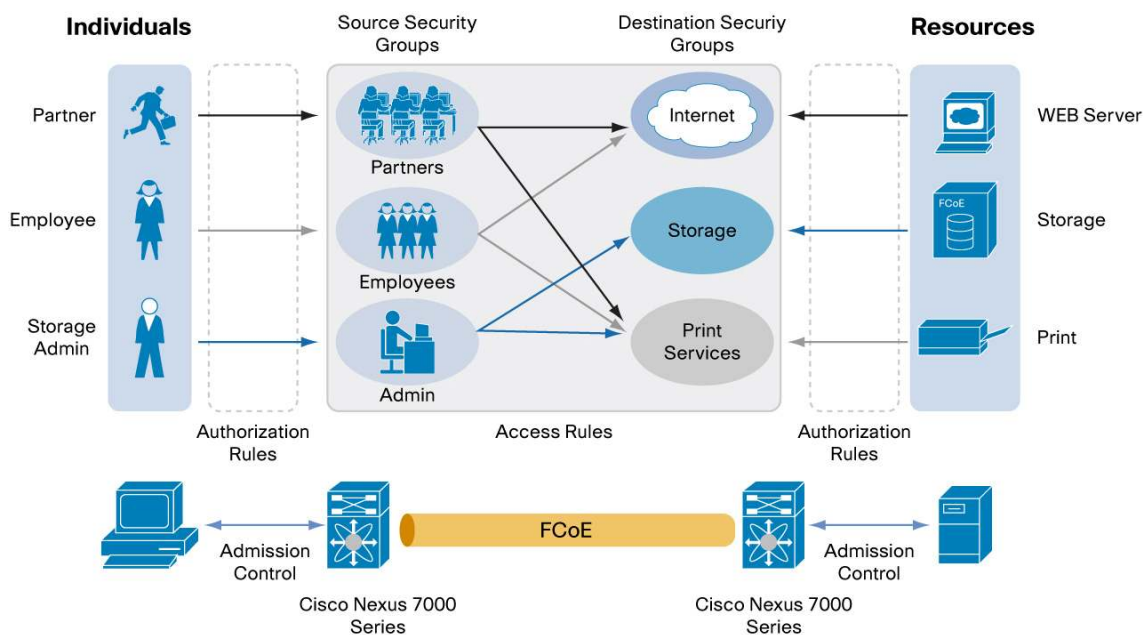 Individuals
Source Security
Groups
Destination Securiy
Groups
Resources
Partner
Partners
Internet
WEB Server
Employee
Employees
Storage
FCoE
Storage
Storage
Admin
Admin
Print
Services
Print
Authorization
Rules
Access Rules
Authorization
Rules
Admission
Control
FCoE
Admission
Control
Cisco Nexus 7000
Series
Cisco Nexus 7000
Series